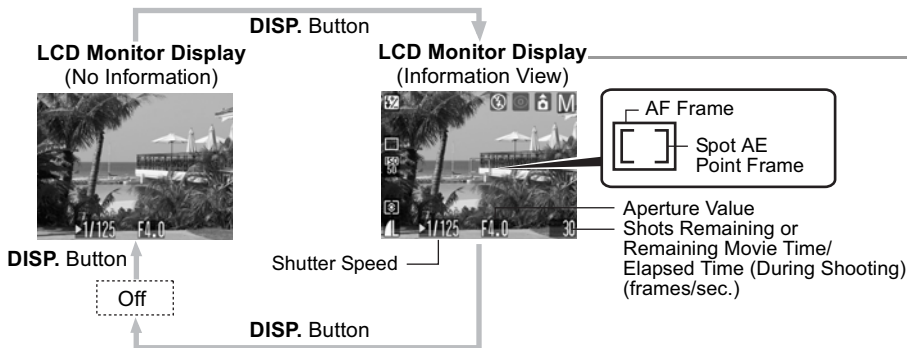 DISP. Button
LCD Monitor Display
(No Information)
LCD Monitor Display
(Information View)
M
ISO
50
L
▶1/125 F4.0
▶1/125 F4.0 30
AF Frame
Spot AE
Point Frame
Aperture Value
Shots Remaining or
Remaining Movie Time/
Elapsed Time (During Shooting)
(frames/sec.)
Shutter Speed
DISP. Button
Off
DISP. Button